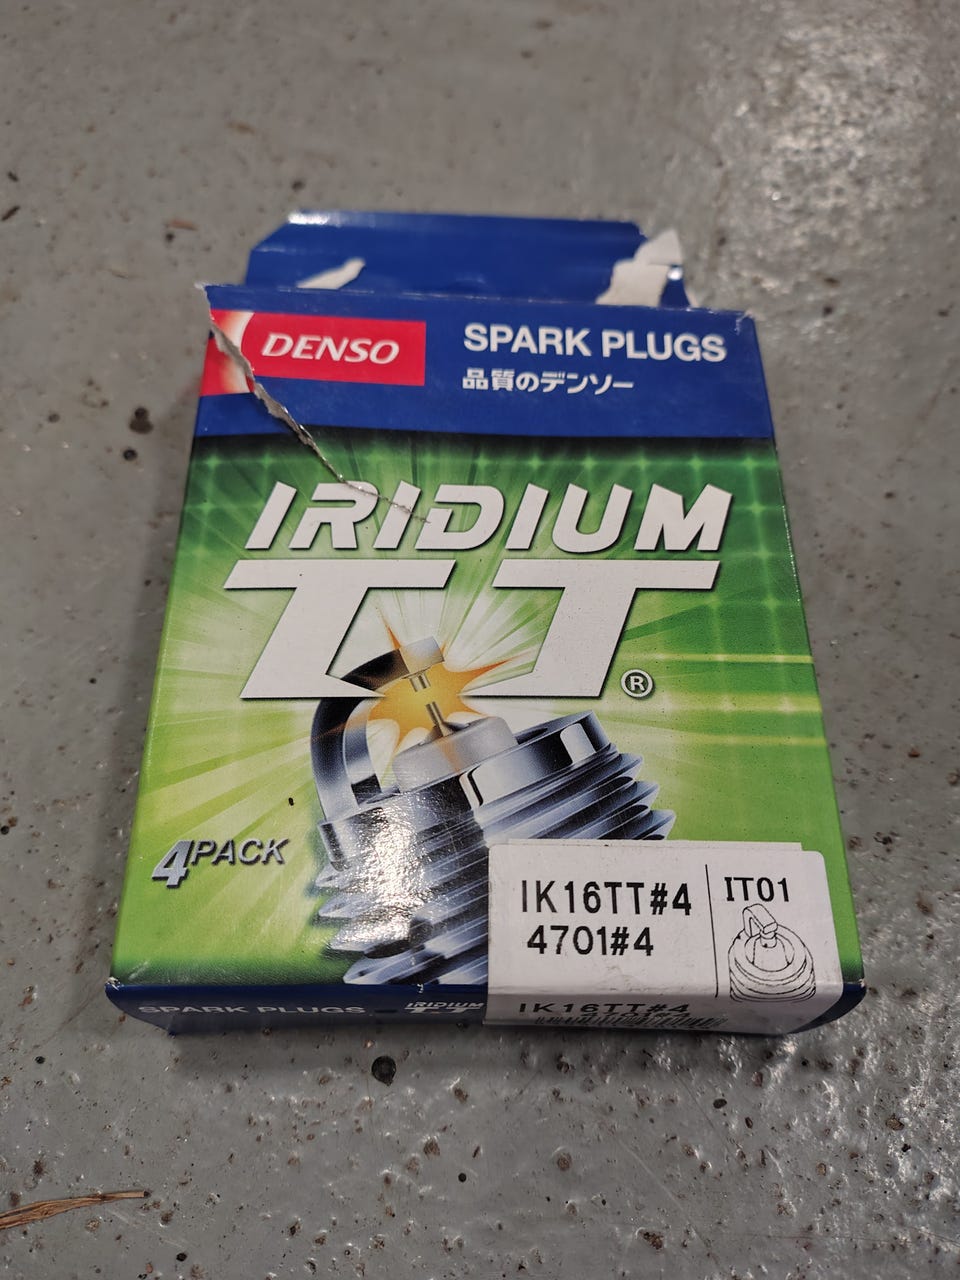 DENSO
SPARK PLUGS
品質のデンソー
IRIDIUM
TT®
4PACK
IK16TT#4
4701#4
IT01
SPARK PLUGS
IRIDIUM
TT
IK16TT#4